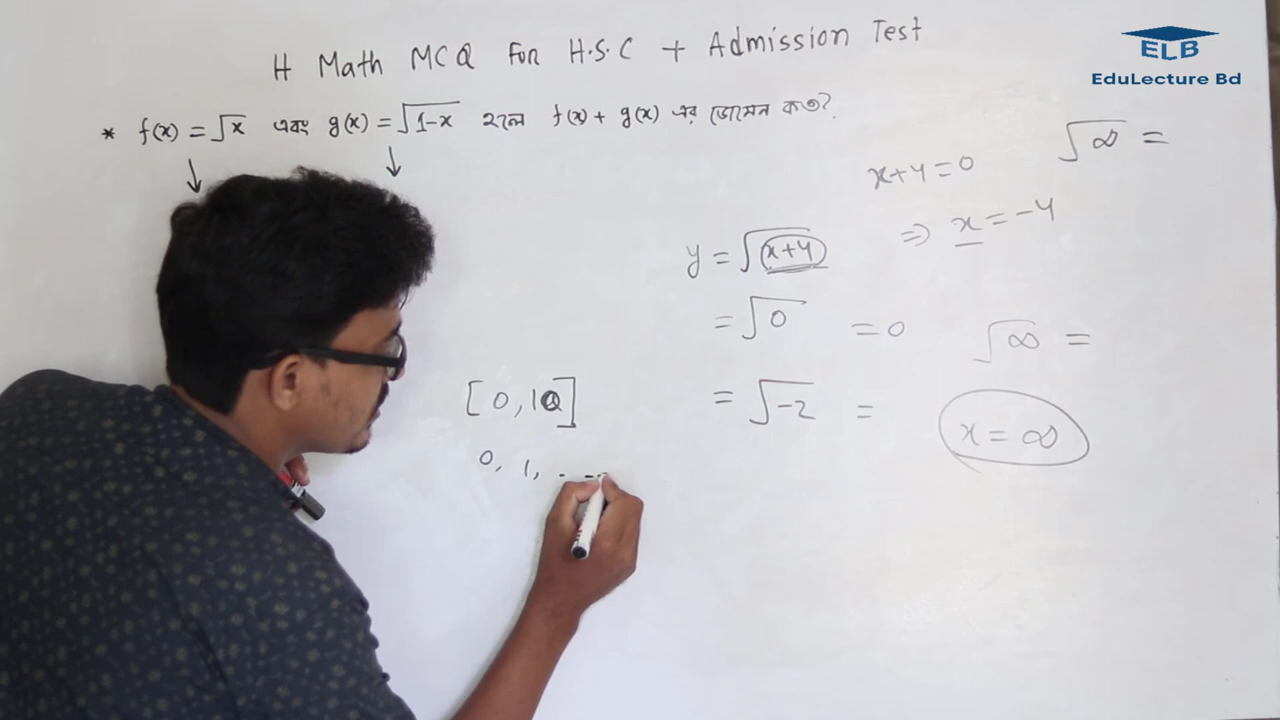 H Math MCQ For H.S.C + Admission Test
ELB
EduLecture Bd
* f(x) = √x এবং g(x) = √1-x হলে f(x) + g(x) এর ডোমেন কত?
√∞ =
x+4=0
⇒ x = -4
y = √x+4
= √0 = 0
√∞ =
= √-2 =
x = ∞
[0, 10]
0, 1, . --